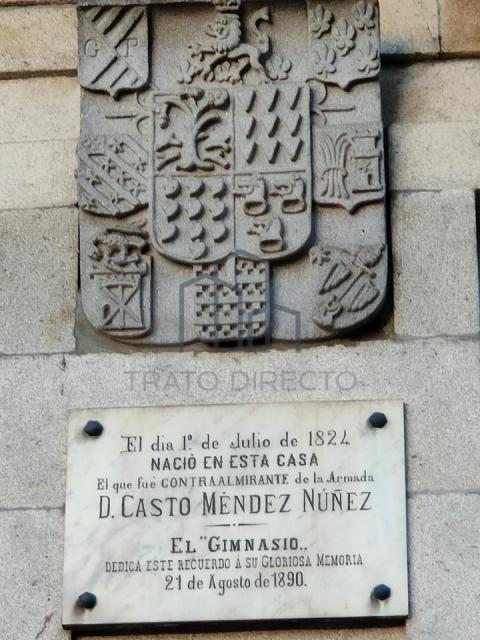 G P
TRATO DIRECTO
El dia 1º. de Julio de 1824
NACIÓ EN ESTA CASA
El que fué CONTRAALMIRANTE de la Armada
D. CASTO MÉNDEZ NÚÑEZ
EL "GIMNASIO"
DEDICA ESTE RECUERDO Á SU GLORIOSA MEMORIA
21 de Agosto de 1890.